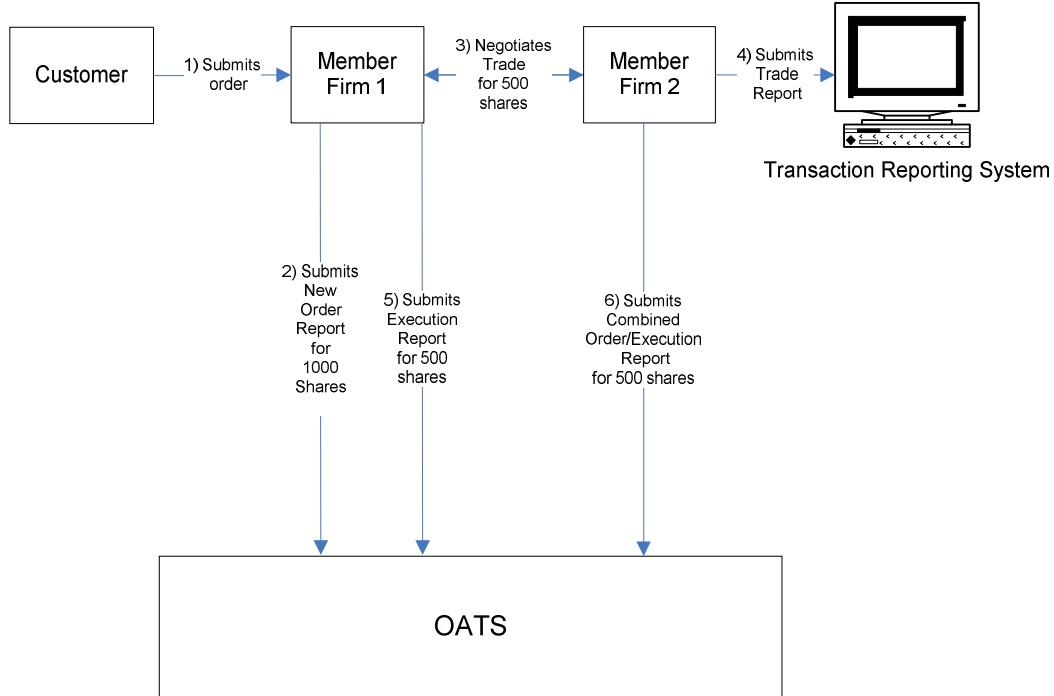 Customer
1) Submits
order
Member
Firm 1
3) Negotiates
Trade
for 500
shares
Member
Firm 2
4) Submits
Trade
Report
Transaction Reporting System
2) Submits
New
Order
Report
for
1000
Shares
5) Submits
Execution
Report
for 500
shares
6) Submits
Combined
Order/Execution
Report
for 500 shares
OATS